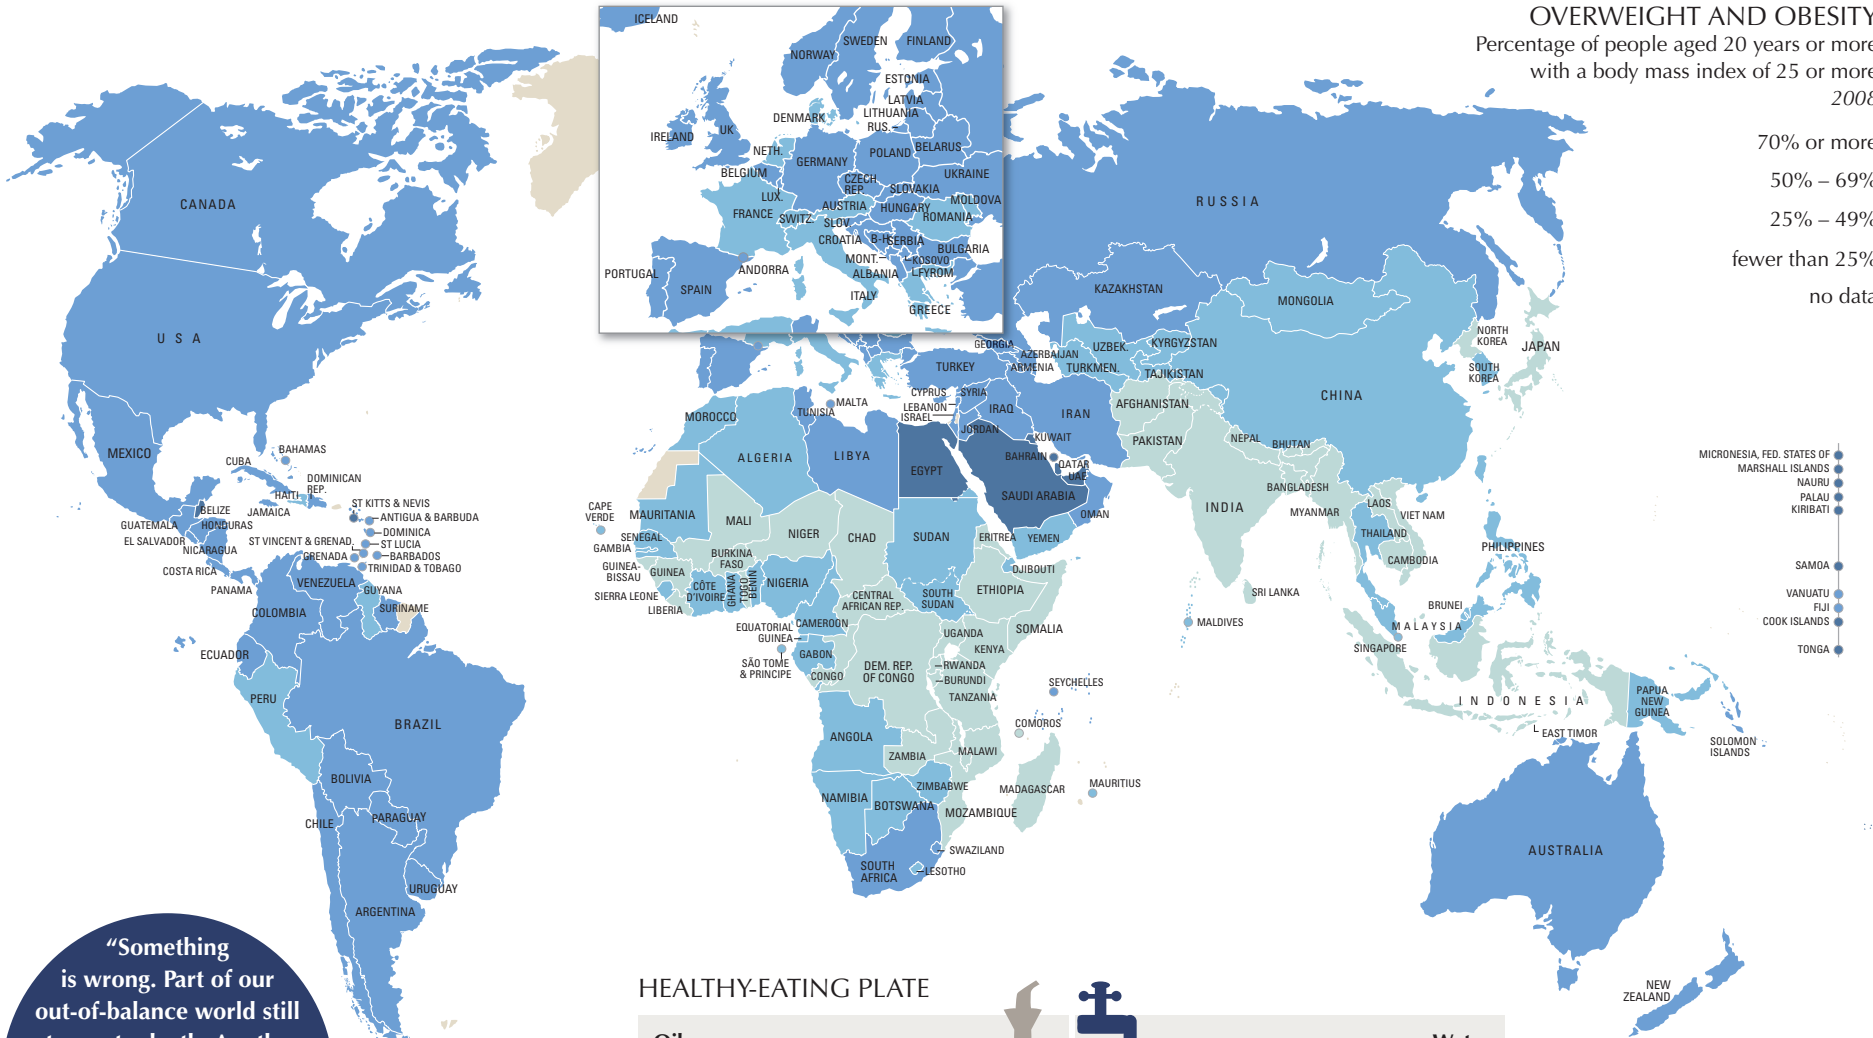 OVERWEIGHT AND OBESITY
Percentage of people aged 20 years or more
with a body mass index of 25 or more
2008
70% or more
50% – 69%
25% – 49%
fewer than 25%
no data
ICELAND
SWEDEN
FINLAND
NORWAY
ESTONIA
LATVIA
LITHUANIA
RUS.
DENMARK
IRELAND
UK
NETH.
BELGIUM
GERMANY
POLAND
BELARUS
UKRAINE
CZECH
REP.
SLOVAKIA
MOLDOVA
LUX.
FRANCE
SWITZ.
AUSTRIA
HUNGARY
ROMANIA
SLOV.
CROATIA
B-H
SERBIA
BULGARIA
MONT.
KOSOVO
ALBANIA
FYROM
ANDORRA
PORTUGAL
SPAIN
ITALY
GREECE
CANADA
U S A
MEXICO
BAHAMAS
CUBA
DOMINICAN
REP.
HAITI
JAMAICA
BELIZE
GUATEMALA
HONDURAS
EL SALVADOR
NICARAGUA
COSTA RICA
PANAMA
ST KITTS & NEVIS
ANTIGUA & BARBUDA
DOMINICA
ST VINCENT & GRENAD.
ST LUCIA
GRENADA
BARBADOS
TRINIDAD & TOBAGO
VENEZUELA
GUYANA
SURINAME
COLOMBIA
ECUADOR
PERU
BRAZIL
BOLIVIA
PARAGUAY
CHILE
URUGUAY
ARGENTINA
RUSSIA
KAZAKHSTAN
MONGOLIA
GEORGIA
AZERBAIJAN
ARMENIA
UZBEK.
KYRGYZSTAN
TURKMEN.
TAJIKISTAN
TURKEY
CYPRUS
SYRIA
LEBANON
ISRAEL
IRAQ
IRAN
JORDAN
KUWAIT
BAHRAIN
QATAR
UAE
SAUDI ARABIA
OMAN
YEMEN
AFGHANISTAN
PAKISTAN
NEPAL
BHUTAN
BANGLADESH
INDIA
MYANMAR
SRI LANKA
MALDIVES
CHINA
NORTH
KOREA
SOUTH
KOREA
JAPAN
LAOS
VIET NAM
THAILAND
CAMBODIA
PHILIPPINES
BRUNEI
MALAYSIA
SINGAPORE
INDONESIA
EAST TIMOR
PAPUA
NEW
GUINEA
SOLOMON
ISLANDS
AUSTRALIA
NEW
ZEALAND
MALTA
TUNISIA
MOROCCO
ALGERIA
LIBYA
EGYPT
CAPE
VERDE
MAURITANIA
MALI
NIGER
CHAD
SUDAN
ERITREA
DJIBOUTI
SENEGAL
GAMBIA
GUINEA-
BISSAU
GUINEA
SIERRA LEONE
LIBERIA
BURKINA
FASO
CÔTE
D'IVOIRE
GHANA
TOGO
BENIN
NIGERIA
CENTRAL
AFRICAN REP.
SOUTH
SUDAN
ETHIOPIA
SOMALIA
EQUATORIAL
GUINEA
CAMEROON
SÃO TOME
& PRINCIPE
GABON
CONGO
DEM. REP.
OF CONGO
UGANDA
KENYA
RWANDA
BURUNDI
TANZANIA
SEYCHELLES
COMOROS
ANGOLA
ZAMBIA
MALAWI
ZIMBABWE
MADAGASCAR
MAURITIUS
NAMIBIA
BOTSWANA
MOZAMBIQUE
SWAZILAND
SOUTH
AFRICA
LESOTHO
MICRONESIA, FED. STATES OF
MARSHALL ISLANDS
NAURU
PALAU
KIRIBATI
SAMOA
VANUATU
FIJI
COOK ISLANDS
TONGA
“Something
is wrong. Part of our
out-of-balance world still
HEALTHY-EATING PLATE